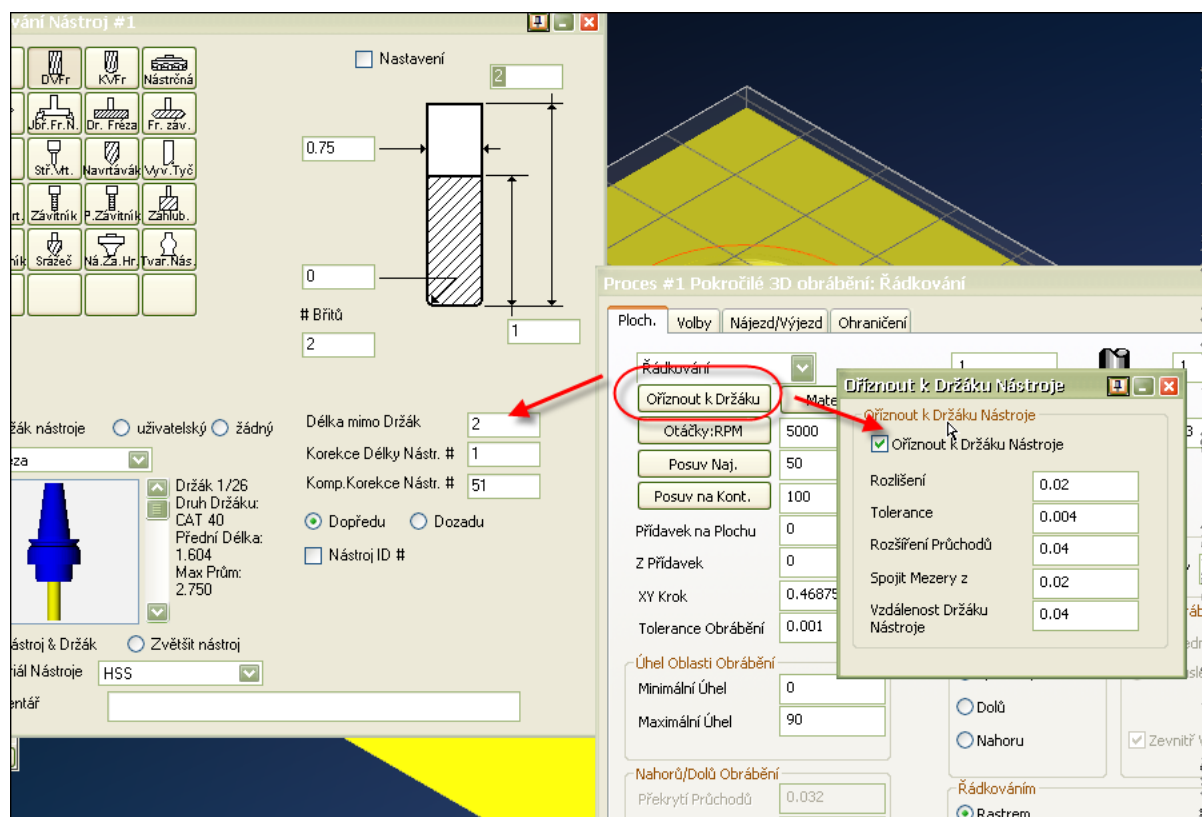 vání Nástroj #1
DVFr KVFr Nástrčná
Jbř.Fr.N. Dr. Fréza Fr. záv.
Stř.Vrt. Navrtávák Vyv.Tyč
rt. Závitník P.Závitník Záhlub.
ník Srážeč Ná.Za.Hr. Tvar.Nás.
Nastavení
2
0.75
0
1
# Břitů
2
žák nástroje uživatelský žádný
éza
Držák 1/26
Druh Držáku:
CAT 40
Přední Délka:
1.604
Max Prům:
2.750
Délka mimo Držák 2
Korekce Délky Nástr. # 1
Komp.Korekce Nástr. # 51
Dopředu Dozadu
Nástroj ID #
ástroj & Držák Zvětšit nástroj
riál Nástroje HSS
entář
Proces #1 Pokročilé 3D obrábění: Řádkování
Ploch. Volby Nájezd/Výjezd Ohraničení
Řádkování 1 1
Oříznout k Držáku Mate
Otáčky:RPM 5000 3
Posuv Naj. 50
Posuv na Kont. 100
Přídavek na Plochu 0
Z Přídavek 0
XY Krok 0.46875
Tolerance Obrábění 0.001
Úhel Oblasti Obrábění
Minimální Úhel 0
Maximální Úhel 90
Nahorů/Dolů Obrábění
Překrytí Průchodů 0.032
Dolů
Nahoru
Zevnitř V
Řádkováním
Rastrem
Oříznout k Držáku Nástroje
Oříznout k Držáku Nástroje
Oříznout k Držáku Nástroje
Rozlišení 0.02
Tolerance 0.004
Rozšíření Průchodů 0.04
Spojit Mezery z 0.02
Vzdálenost Držáku
Nástroje 0.04